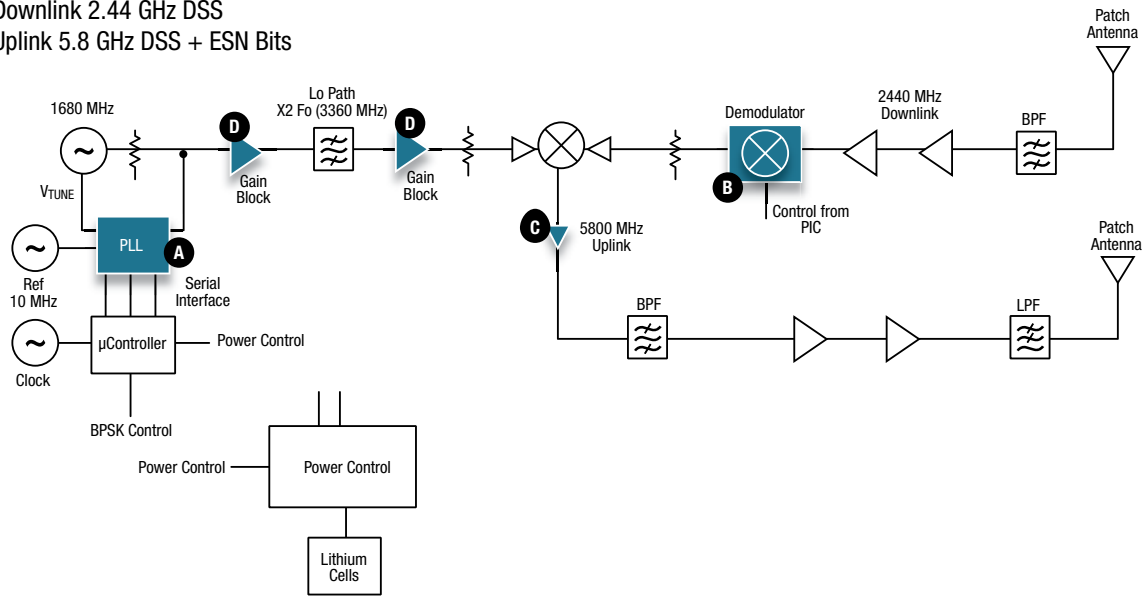 Downlink 2.44 GHz DSS
Uplink 5.8 GHz DSS + ESN Bits
Patch
Antenna
1680 MHz
D
Lo Path
X2 Fo (3360 MHz)
D
Demodulator
2440 MHz
Downlink
BPF
Gain
Block
Gain
Block
VTUNE
B
Control from
PIC
C
5800 MHz
Uplink
PLL
A
Patch
Antenna
Ref
10 MHz
Serial
Interface
BPF
LPF
µController
Power Control
Clock
BPSK Control
Power Control
Power Control
Lithium
Cells